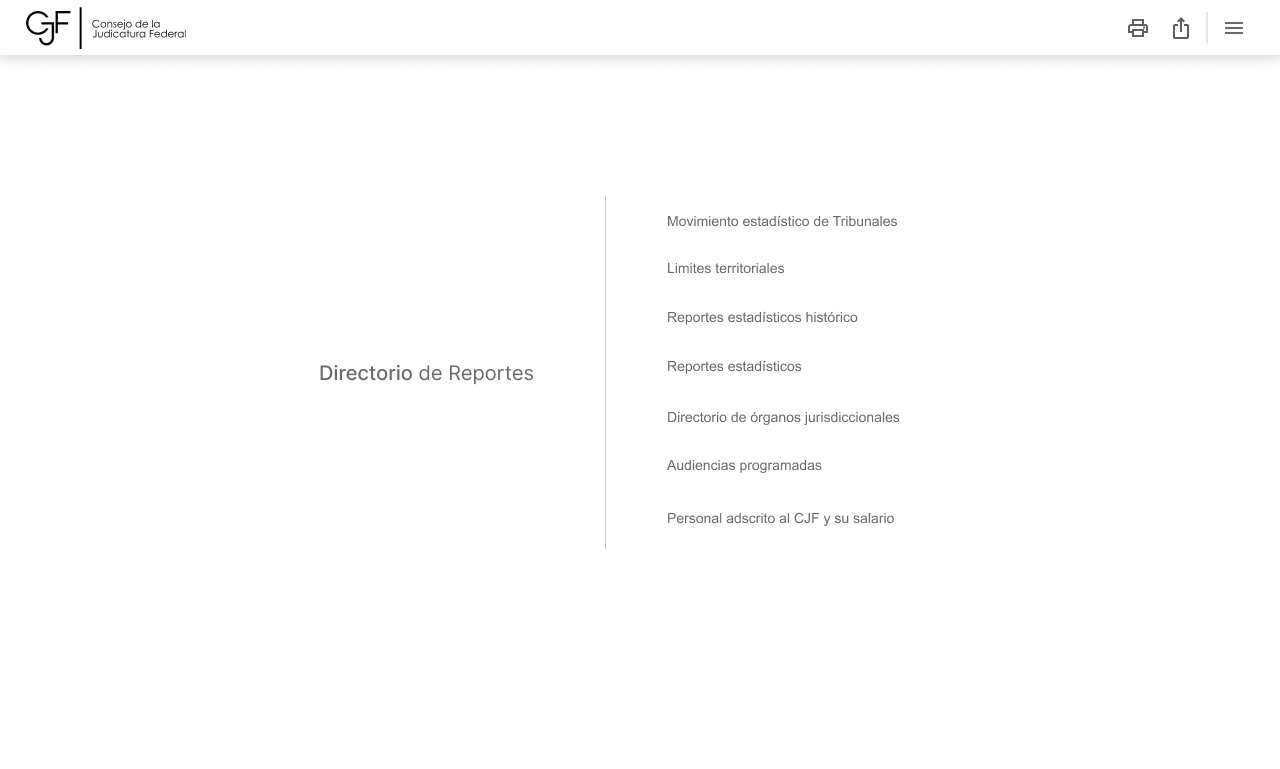 CJF
Consejo de la
Judicatura Federal
Directorio de Reportes
Movimiento estadístico de Tribunales
Limites territoriales
Reportes estadísticos histórico
Reportes estadísticos
Directorio de órganos jurisdiccionales
Audiencias programadas
Personal adscrito al CJF y su salario